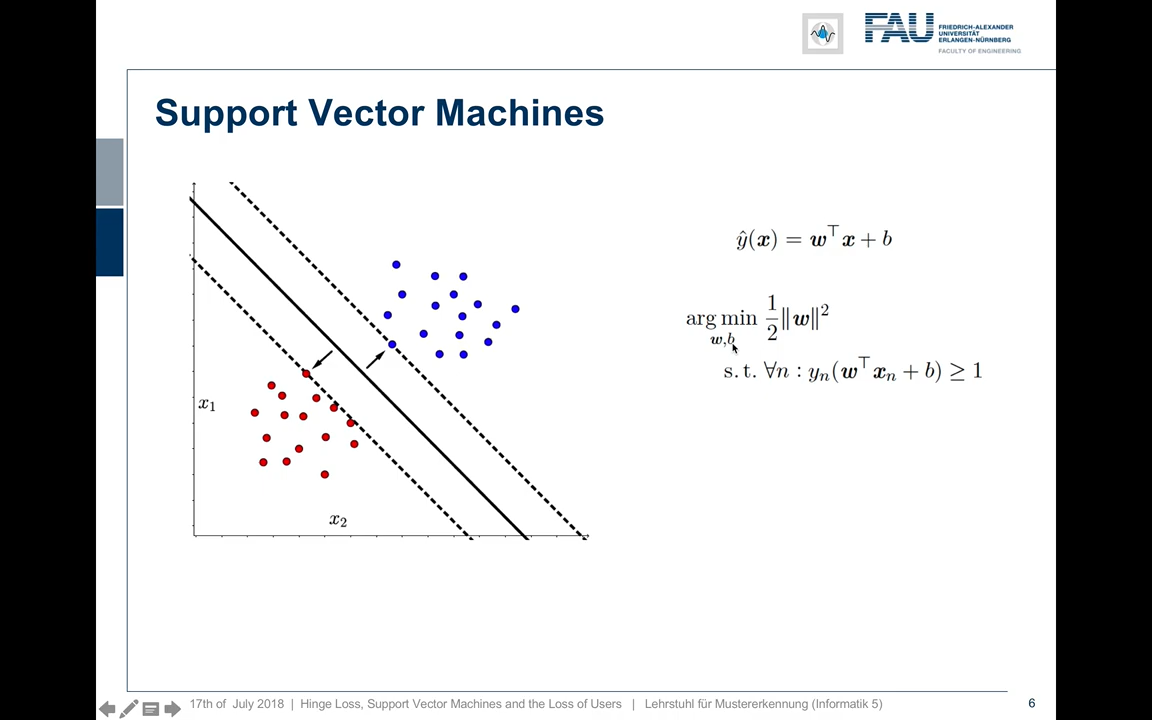 FAU
FRIEDRICH-ALEXANDER
UNIVERSITÄT
ERLANGEN-NÜRNBERG
FACULTY OF ENGINEERING
Support Vector Machines
ŷ(x) = w⊤x + b
arg min 1/2 ‖w‖²
w,b
s. t. ∀n : yₙ(w⊤xₙ + b) ≥ 1
x₁
x₂
17th of July 2018 | Hinge Loss, Support Vector Machines and the Loss of Users | Lehrstuhl für Mustererkennung (Informatik 5)
6